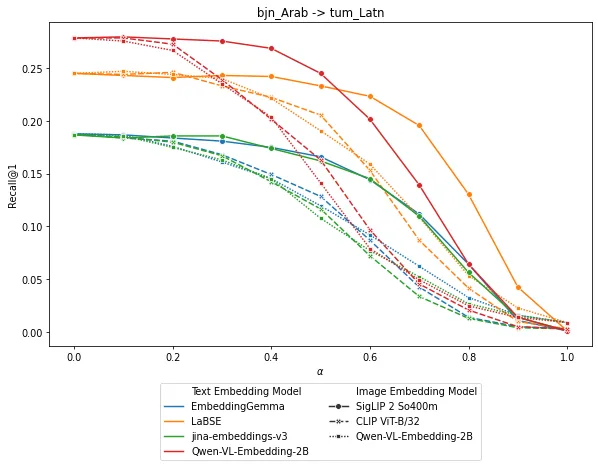 bjn_Arab -> tum_Latn
Recall@1
0.25
0.20
0.15
0.10
0.05
0.00
0.0 0.2 0.4 0.6 0.8 1.0
α
Text Embedding Model Image Embedding Model
EmbeddingGemma SigLIP 2 So400m
LaBSE CLIP ViT-B/32
jina-embeddings-v3 Qwen-VL-Embedding-2B
Qwen-VL-Embedding-2B